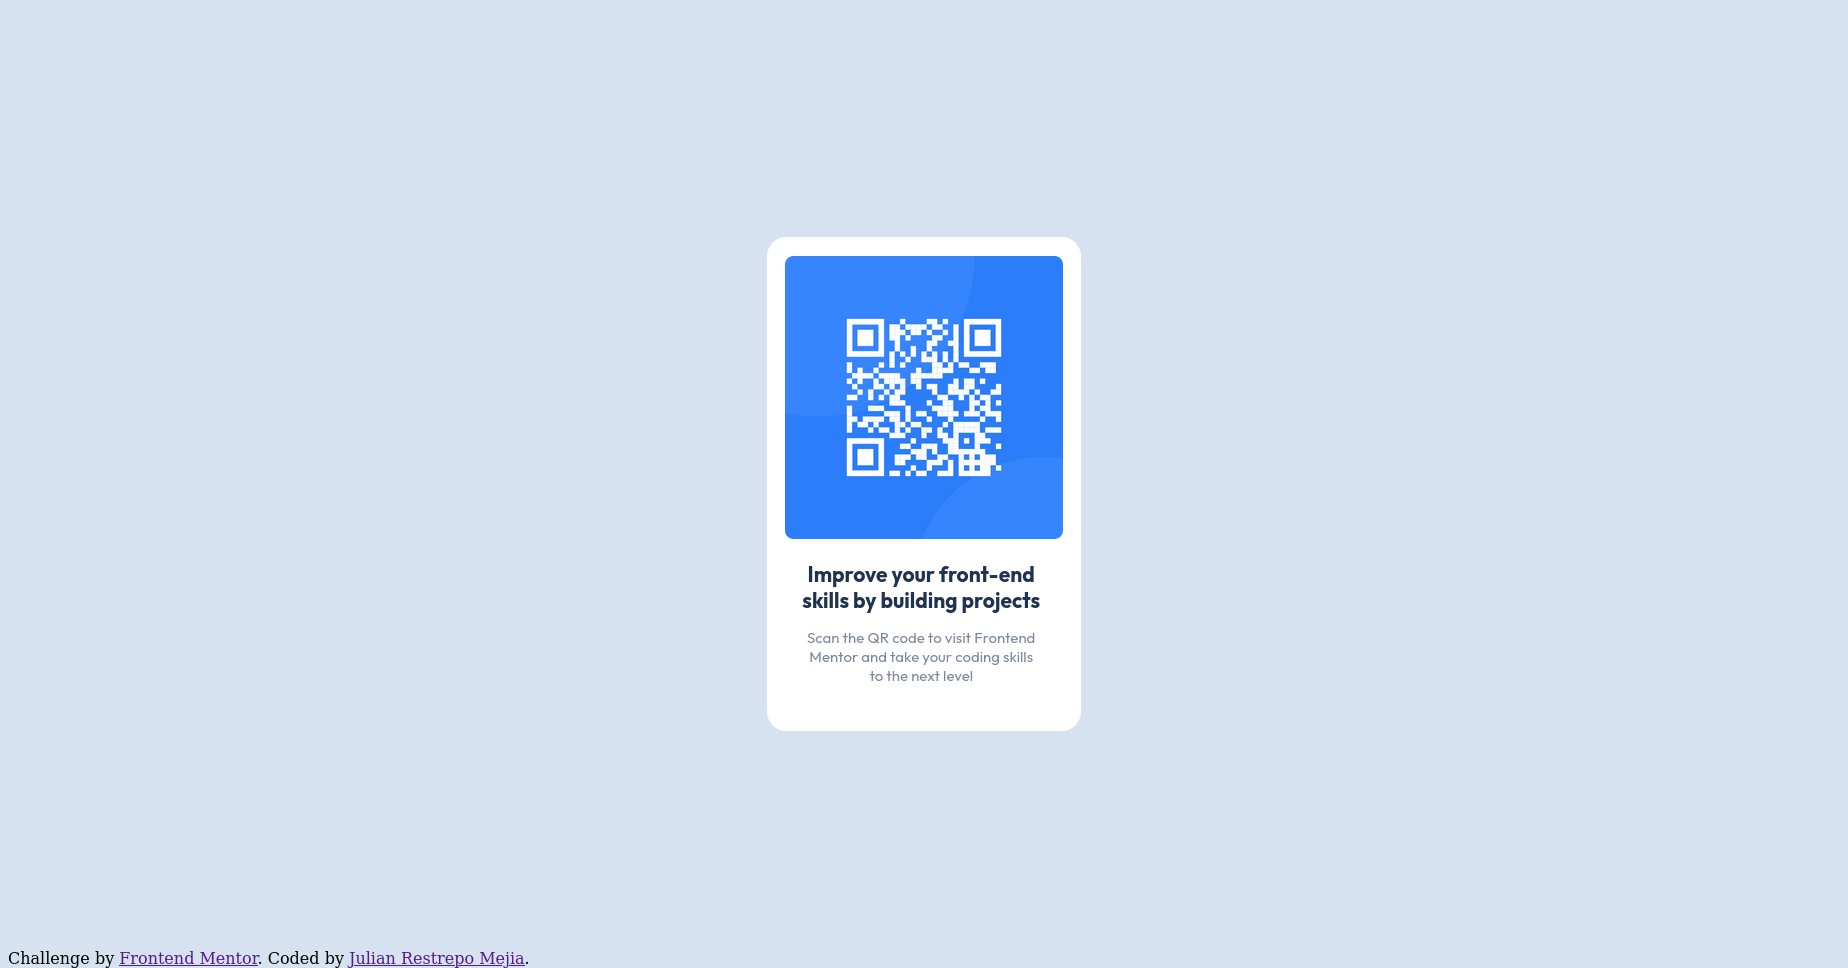 Improve your front-end
skills by building projects
Scan the QR code to visit Frontend
Mentor and take your coding skills
to the next level
Challenge by Frontend Mentor. Coded by Julian Restrepo Mejia.